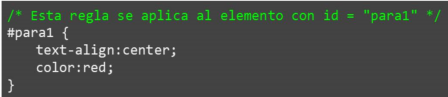 /* Esta regla se aplica al elemento con id = "para1" */
#para1 {
    text-align:center;
    color:red;
}